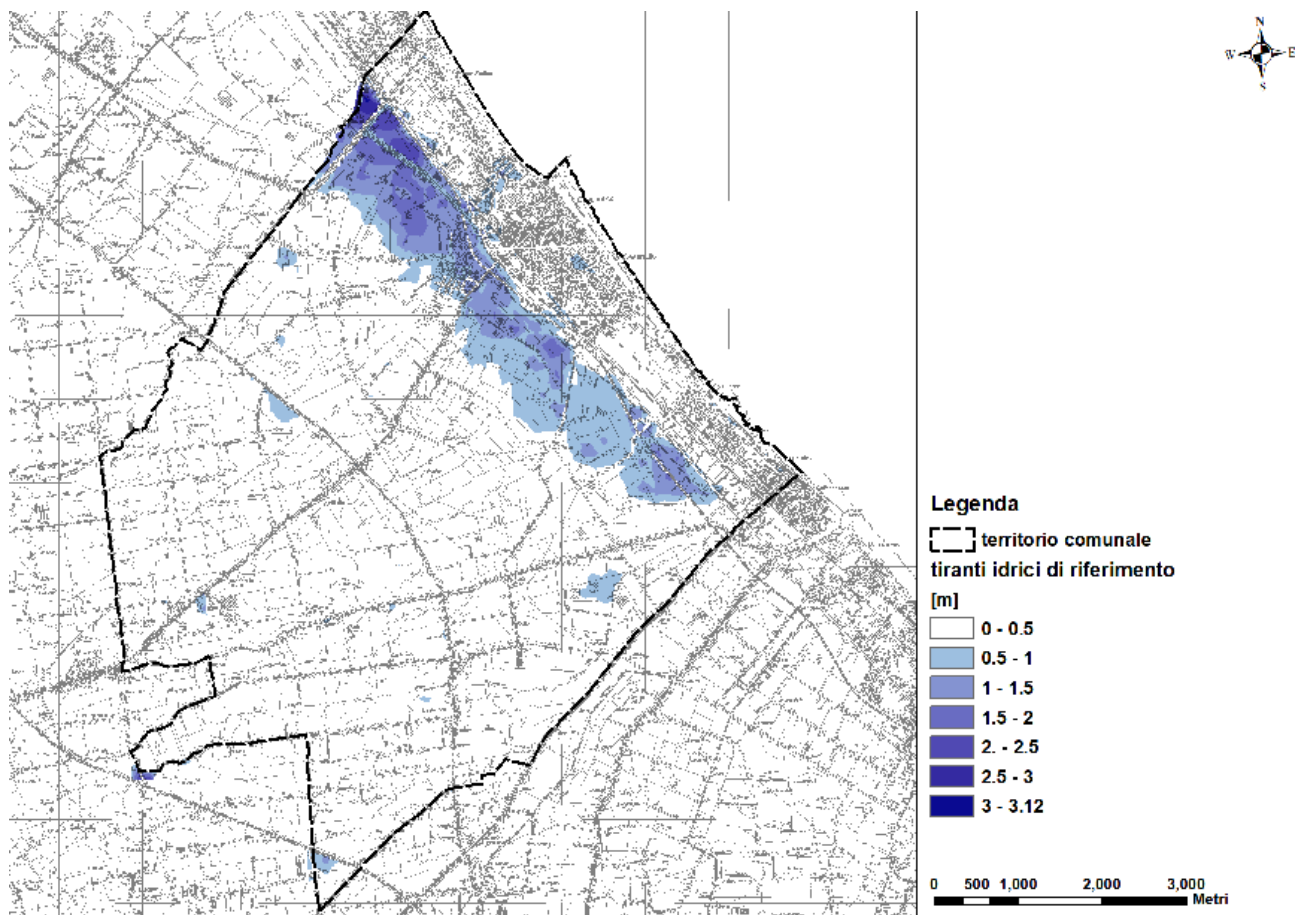 N
W E
S
Legenda
territorio comunale
tiranti idrici di riferimento
[m]
0 - 0.5
0.5 - 1
1 - 1.5
1.5 - 2
2. - 2.5
2.5 - 3
3 - 3.12
0 500 1,000 2,000 3,000
Metri